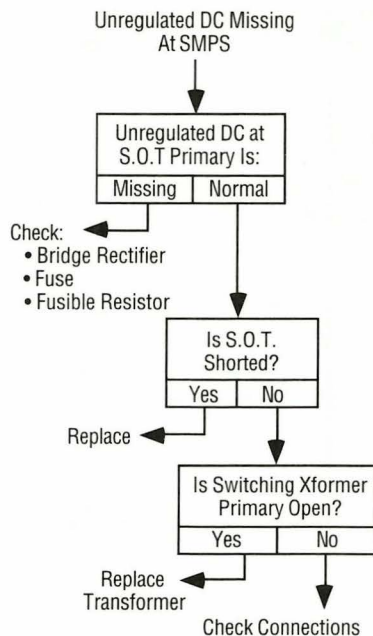 Unregulated DC Missing
At SMPS
Unregulated DC at
S.O.T Primary Is:
Missing Normal
Check:
• Bridge Rectifier
• Fuse
• Fusible Resistor
Is S.O.T.
Shorted?
Yes No
Replace
Is Switching Xformer
Primary Open?
Yes No
Replace
Transformer
Check Connections